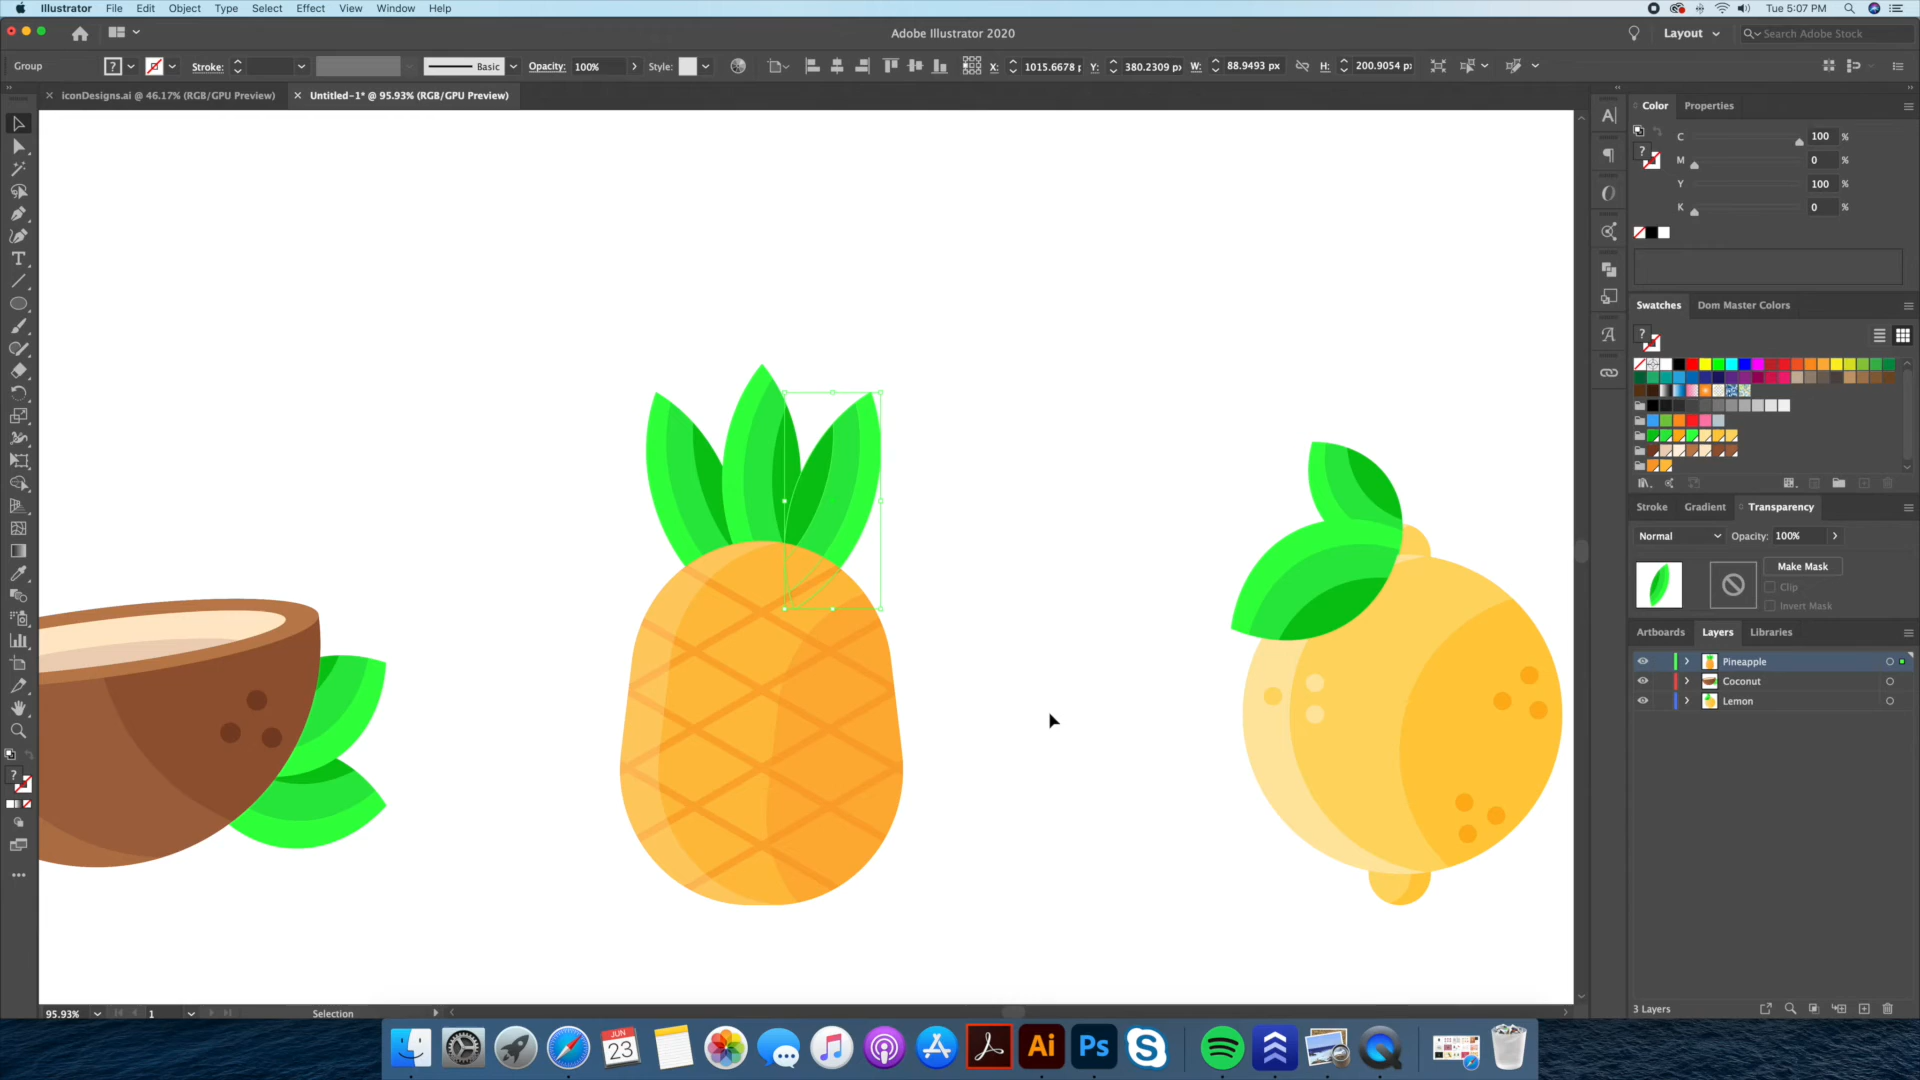 Illustrator File Edit Object Type Select Effect View Window Help
Tue 5:07 PM
Adobe Illustrator 2020
Layout
Search Adobe Stock
Group
Stroke:
Basic
Opacity: 100%
Style:
X: 1015.6678
Y: 380.2309 px
W: 88.9493 px
H: 200.9054 px
iconDesigns.ai @ 46.17% (RGB/GPU Preview)
Untitled-1* @ 95.93% (RGB/GPU Preview)
Color Properties
C 100 %
M 0 %
Y 100 %
K 0 %
Swatches Dom Master Colors
Stroke Gradient Transparency
Normal Opacity: 100%
Make Mask
Clip
Invert Mask
Artboards Layers Libraries
Pineapple
Coconut
Lemon
3 Layers
95.93% 1 Selection
JUN
23
Ai
Ps